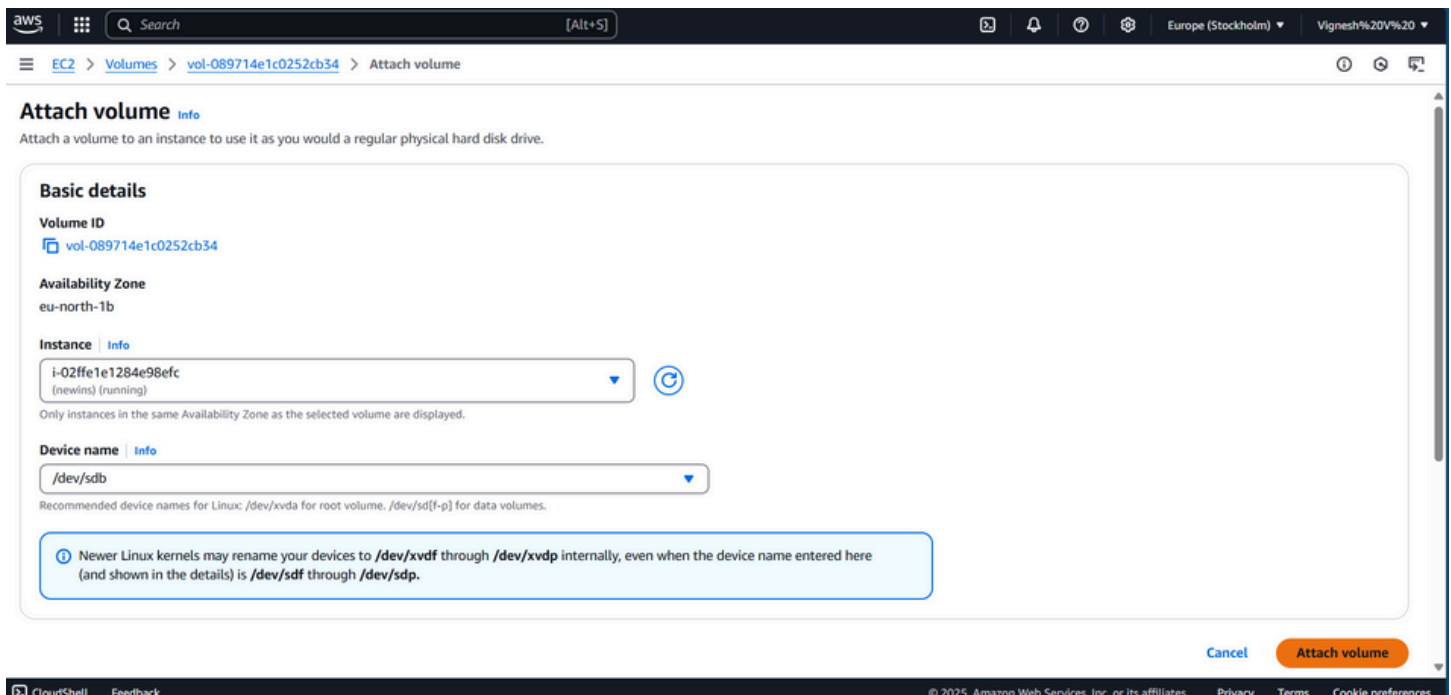 aws Search [Alt+S] Europe (Stockholm) Vignesh%20V%20
EC2 > Volumes > vol-089714e1c0252cb34 > Attach volume
Attach volume Info
Attach a volume to an instance to use it as you would a regular physical hard disk drive.
Basic details
Volume ID
vol-089714e1c0252cb34
Availability Zone
eu-north-1b
Instance Info
i-02ffe1e1284e98efc
(newins) (running)
Only instances in the same Availability Zone as the selected volume are displayed.
Device name Info
/dev/sdb
Recommended device names for Linux: /dev/xvda for root volume. /dev/sd[f-p] for data volumes.
Newer Linux kernels may rename your devices to /dev/xvdf through /dev/xvdp internally, even when the device name entered here
(and shown in the details) is /dev/sdf through /dev/sdp.
Cancel Attach volume
CloudShell Feedback © 2025, Amazon Web Services, Inc. or its affiliates. Privacy Terms Cookie preferences